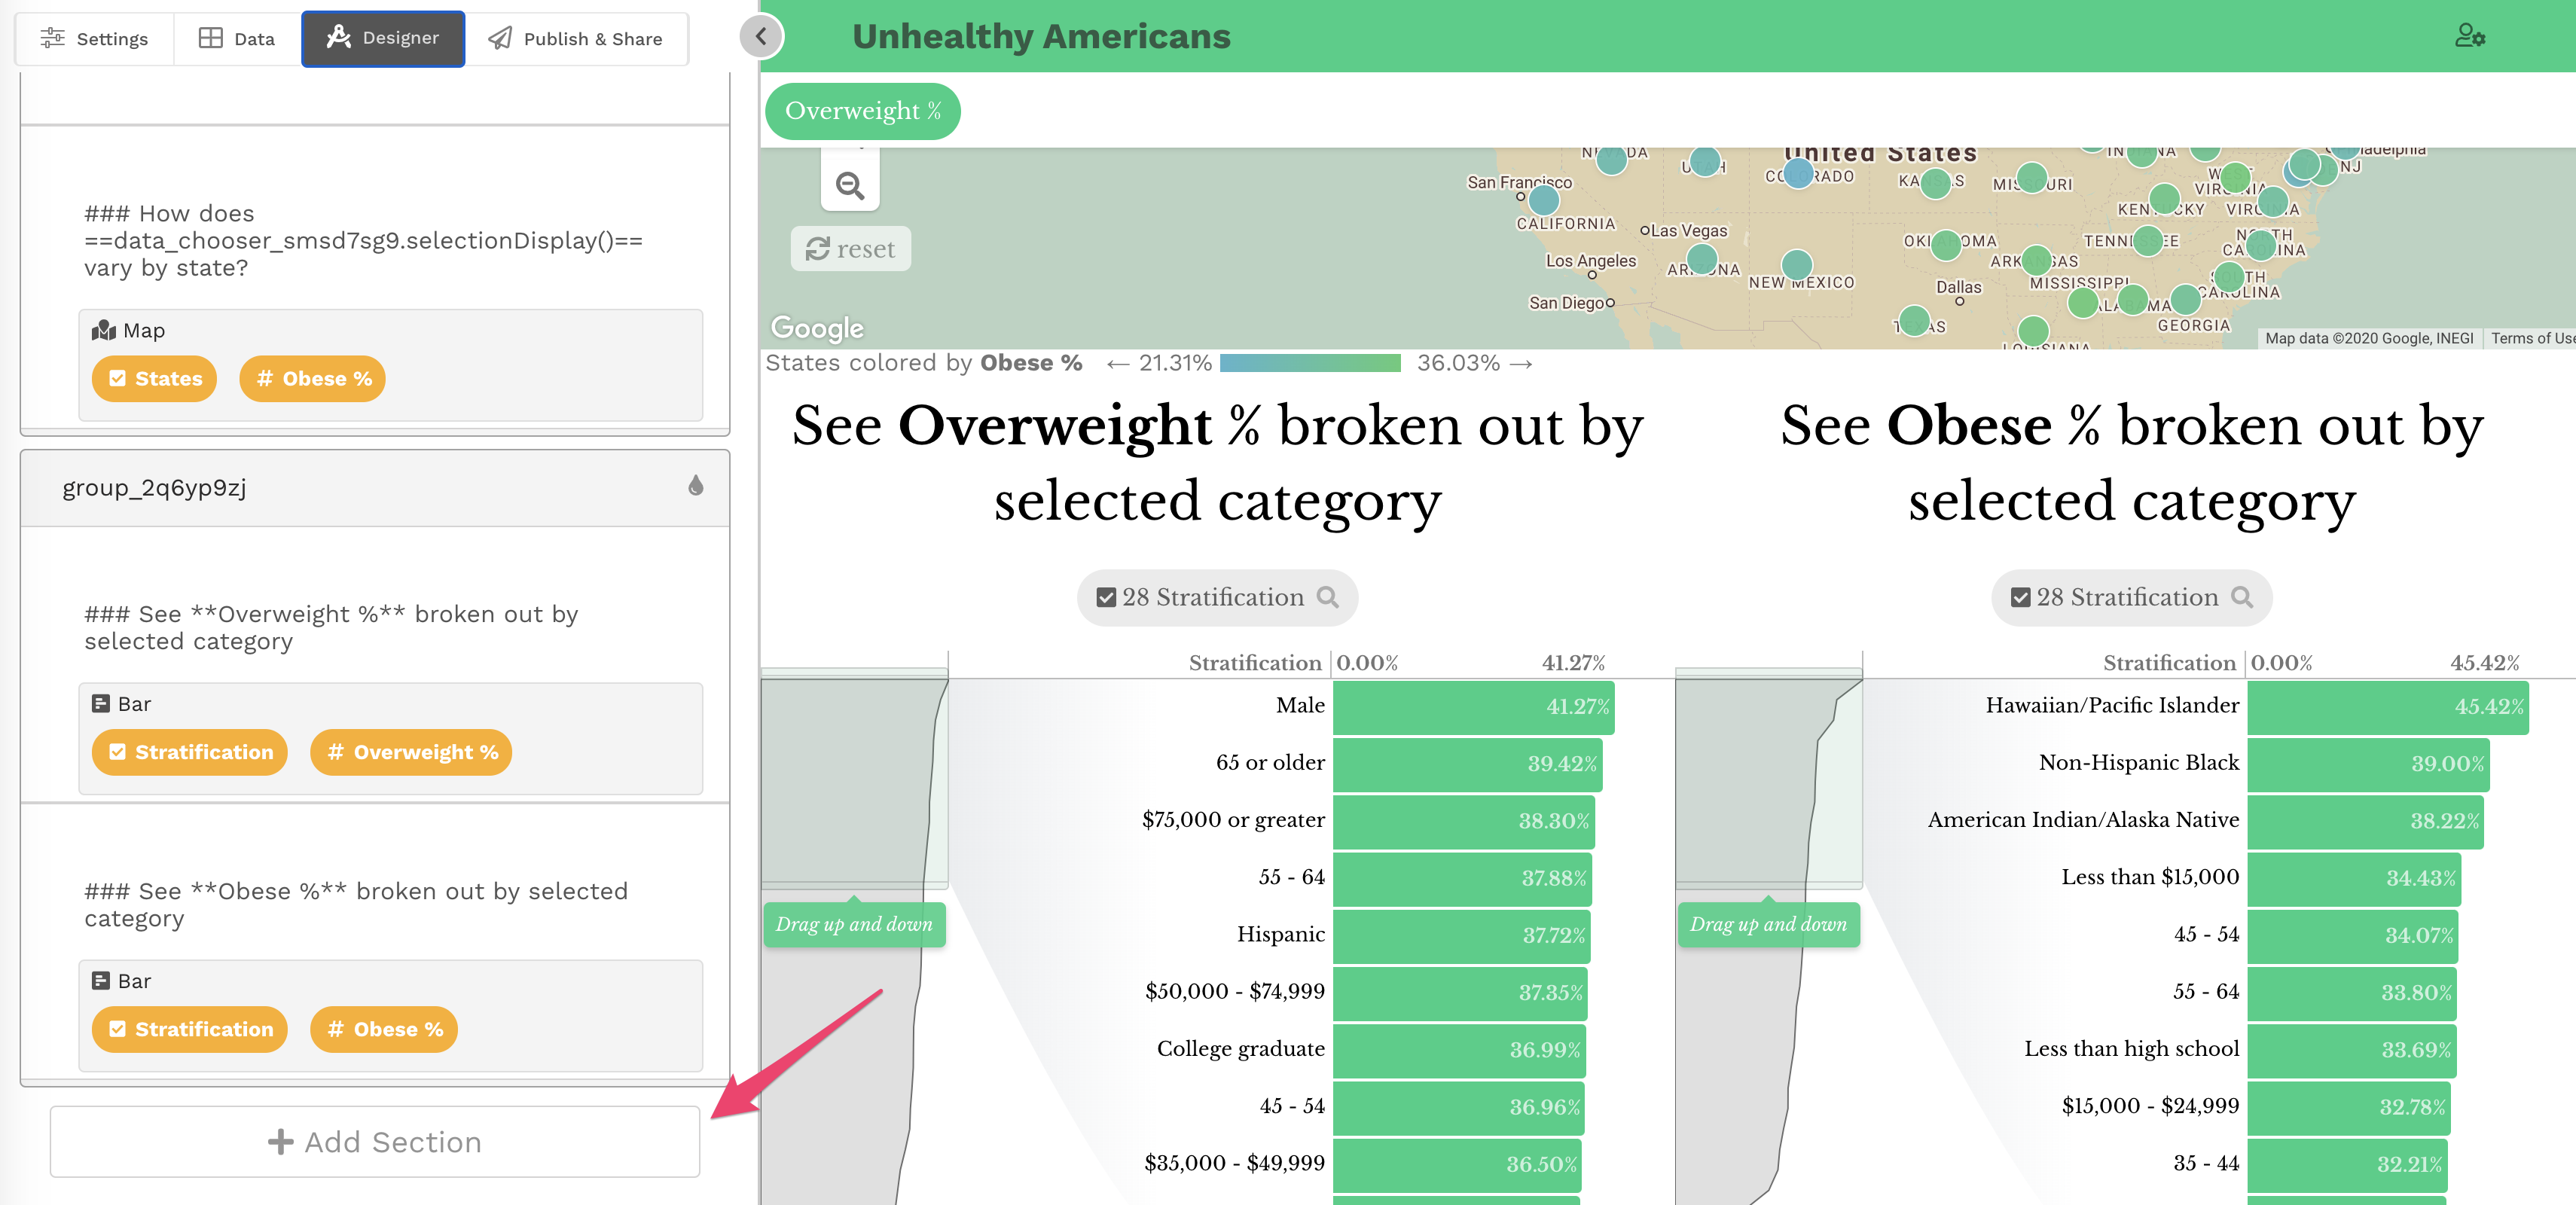 Settings
Data
Designer
Publish & Share
### How does
==data_chooser_smsd7sg9.selectionDisplay()==
vary by state?
Map
States
# Obese %
group_2q6yp9zj
### See **Overweight %** broken out by
selected category
Bar
Stratification
# Overweight %
### See **Obese %** broken out by selected
category
Bar
Stratification
# Obese %
+ Add Section
Unhealthy Americans
Overweight %
reset
Google
United States
NEVADA
UTAH
COLORADO
KANSAS
MISSOURI
INDIANA
WEST
VIRGINIA
Philadelphia
NJ
San Francisco
CALIFORNIA
Las Vegas
KENTUCKY
VIRGINIA
Los Angeles
ARIZONA
NEW MEXICO
OKLAHOMA
ARKANSAS
TENNESSEE
NORTH
CAROLINA
San Diego
Dallas
MISSISSIPPI
ALABAMA
SOUTH
CAROLINA
TEXAS
LOUISIANA
GEORGIA
Map data ©2020 Google, INEGI
Terms of Use
States colored by Obese % ← 21.31% 36.03% →
See Overweight % broken out by
selected category
28 Stratification
Stratification 0.00% 41.27%
Male 41.27%
65 or older 39.42%
$75,000 or greater 38.30%
55 - 64 37.88%
Hispanic 37.72%
$50,000 - $74,999 37.35%
College graduate 36.99%
45 - 54 36.96%
$35,000 - $49,999 36.50%
Drag up and down
See Obese % broken out by
selected category
28 Stratification
Stratification 0.00% 45.42%
Hawaiian/Pacific Islander 45.42%
Non-Hispanic Black 39.00%
American Indian/Alaska Native 38.22%
Less than $15,000 34.43%
45 - 54 34.07%
55 - 64 33.80%
Less than high school 33.69%
$15,000 - $24,999 32.78%
35 - 44 32.21%
Drag up and down